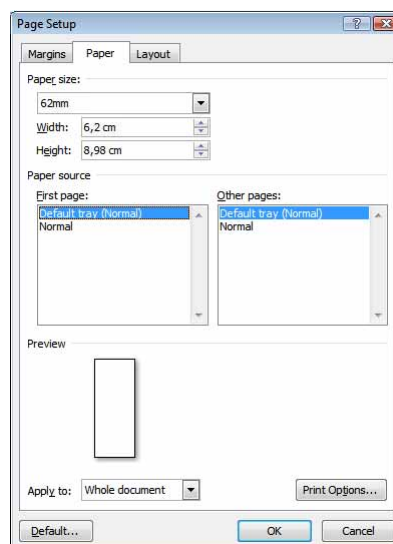 Page Setup
Margins Paper Layout
Paper size:
62mm
Width: 6,2 cm
Height: 8,98 cm
Paper source
First page: Other pages:
Default tray (Normal) Default tray (Normal)
Normal Normal
Preview
Apply to: Whole document Print Options...
Default... OK Cancel